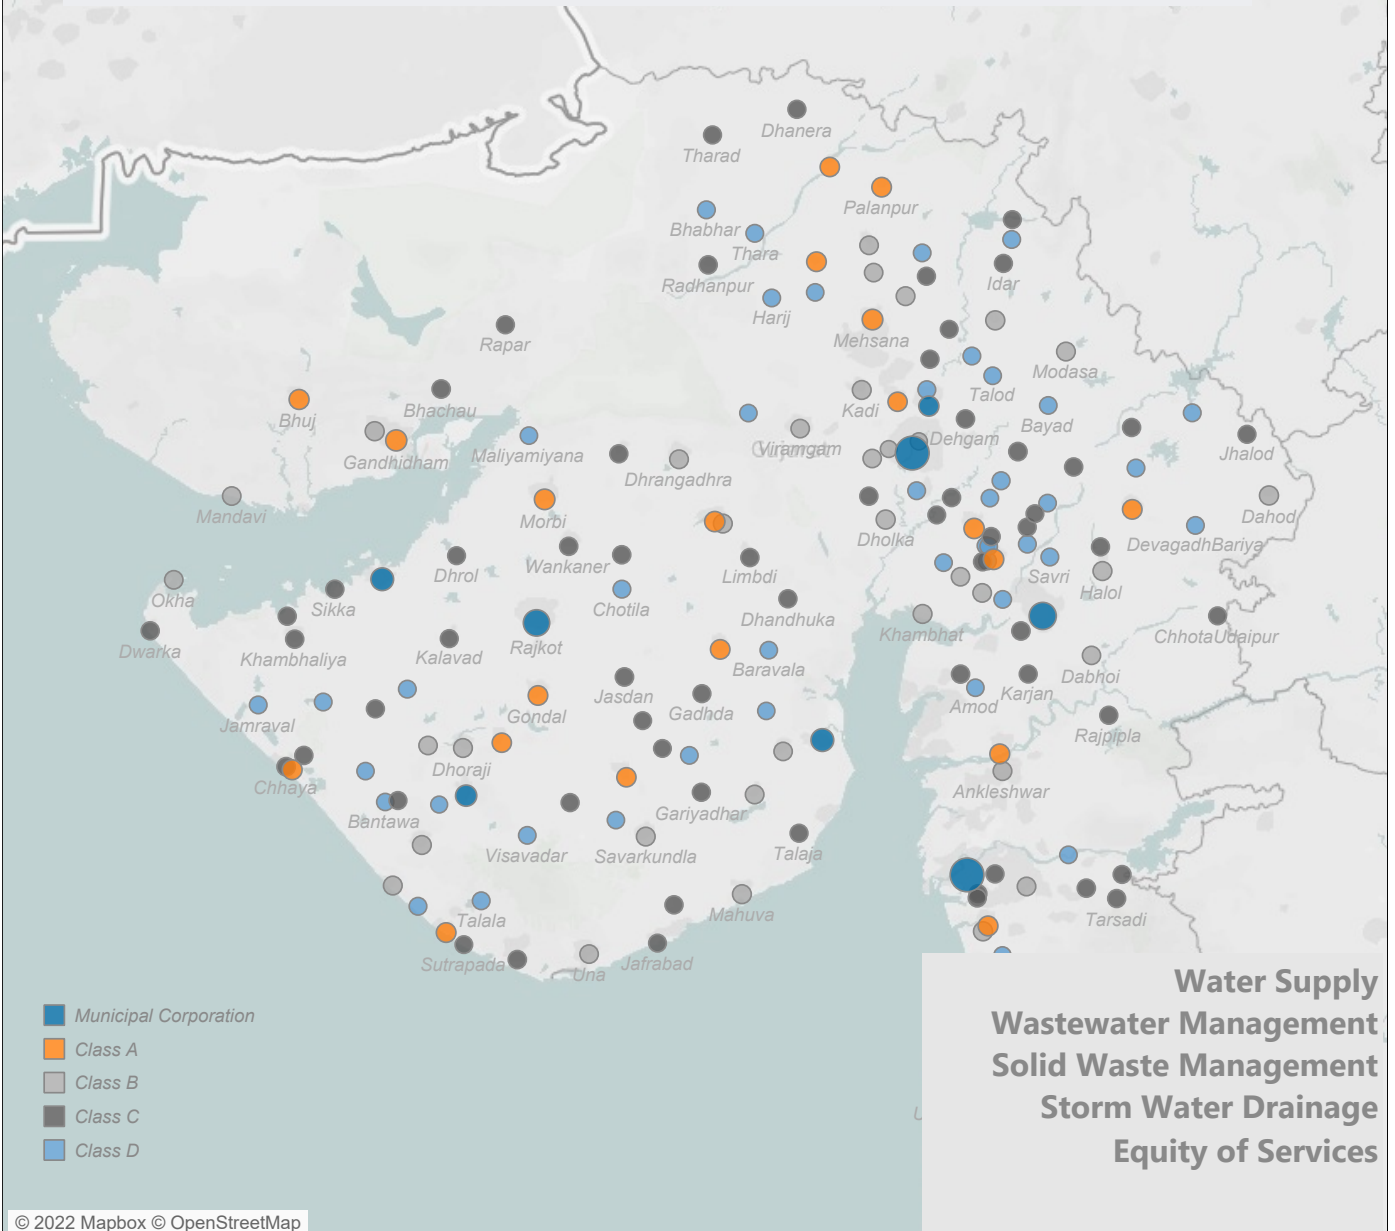 Dhanera
Tharad
Palanpur
Bhabhar
Thara
Radhanpur
Idar
Harij
Mehsana
Rapar
Modasa
Talod
Bhachau
Kadi
Bhuj
Bayad
Dehgam
Viramgam
Jhalod
Maliyamiyana
Gandhidham
Dhrangadhra
Mandavi
Dahod
Morbi
Dholka
DevagadhBariya
Wankaner
Dhrol
Limbdi
Savri
Halol
Okha
Sikka
Chotila
Dhandhuka
Khambhat
ChhotaUdaipur
Dwarka
Khambhaliya
Kalavad
Rajkot
Baravala
Dabhoi
Jasdan
Karjan
Amod
Jamraval
Gondal
Gadhda
Rajpipla
Dhoraji
Chhaya
Ankleshwar
Bantawa
Gariyadhar
Visavadar
Savarkundla
Talaja
Talala
Mahuva
Tarsadi
Sutrapada
Una
Jafrabad
Water Supply
Wastewater Management
Solid Waste Management
Storm Water Drainage
Equity of Services
Municipal Corporation
Class A
Class B
Class C
Class D
© 2022 Mapbox © OpenStreetMap